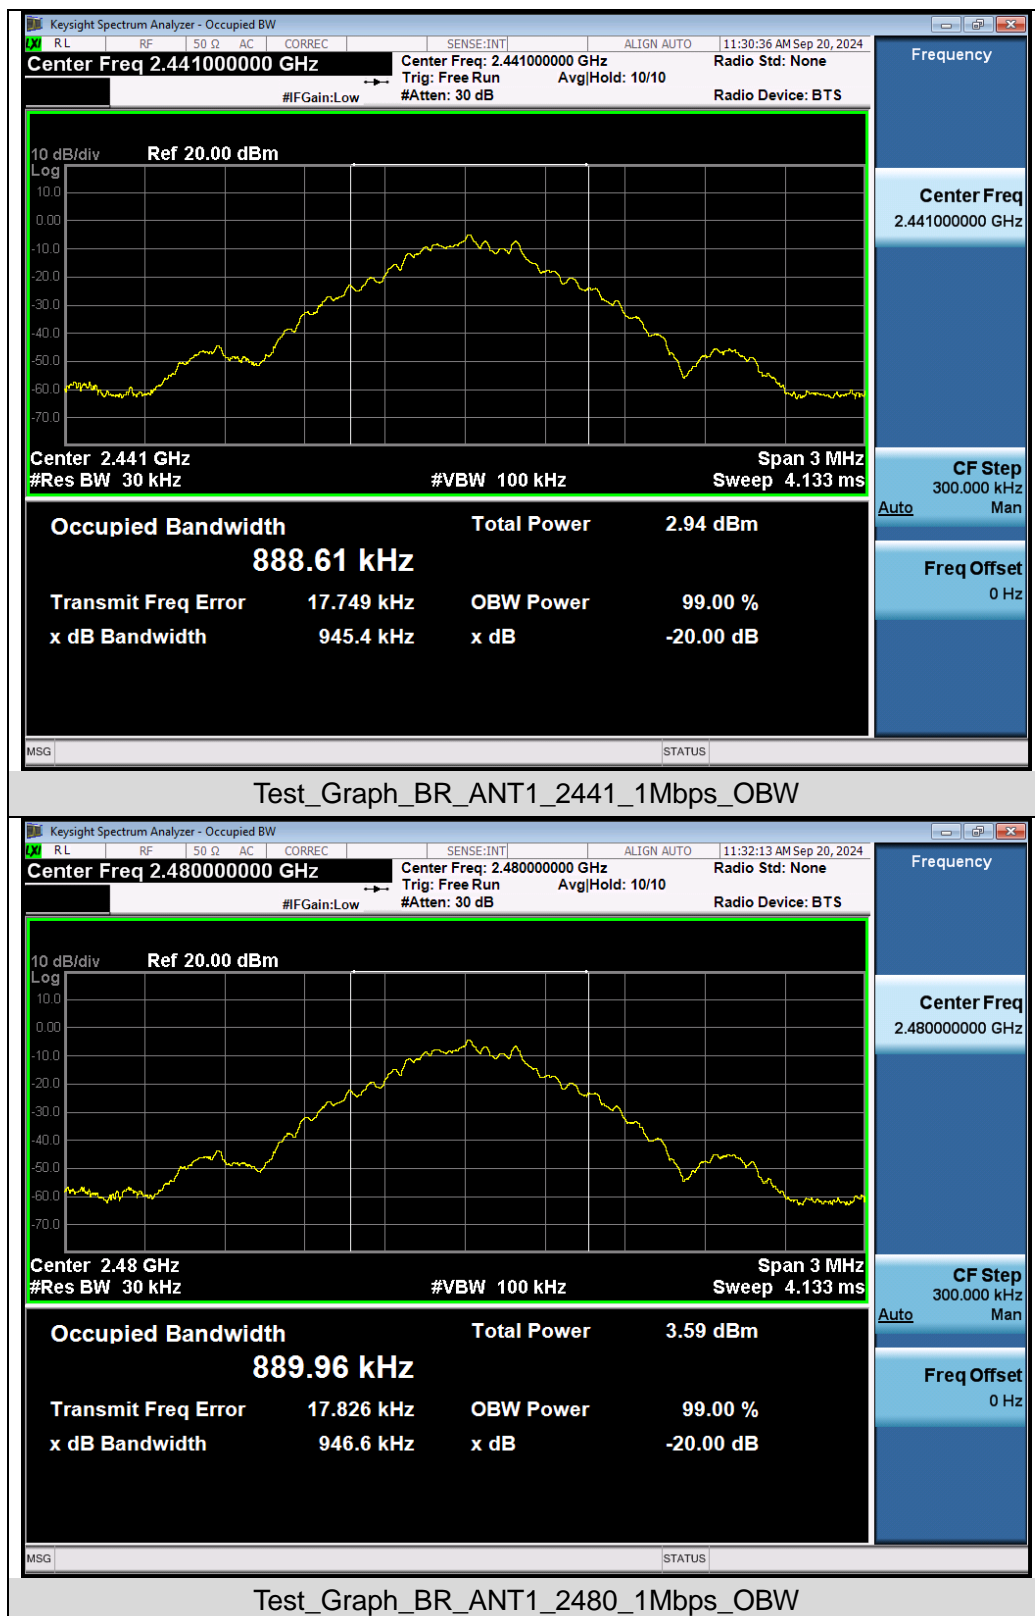 Keysight Spectrum Analyzer - Occupied BW
LXI RL RF 50 Ω AC CORREC SENSE:INT ALIGN AUTO 11:30:36 AM Sep 20, 2024
Center Freq 2.441000000 GHz
Center Freq: 2.441000000 GHz Radio Std: None
Trig: Free Run Avg|Hold: 10/10
#IFGain:Low #Atten: 30 dB Radio Device: BTS
Frequency
10 dB/div Ref 20.00 dBm
Log
10.0
0.00
-10.0
-20.0
-30.0
-40.0
-50.0
-60.0
-70.0
Center Freq
2.441000000 GHz
Center 2.441 GHz Span 3 MHz
#Res BW 30 kHz #VBW 100 kHz Sweep 4.133 ms
CF Step
300.000 kHz
Auto Man
Occupied Bandwidth Total Power 2.94 dBm
888.61 kHz
Transmit Freq Error 17.749 kHz OBW Power 99.00 %
x dB Bandwidth 945.4 kHz x dB -20.00 dB
Freq Offset
0 Hz
MSG STATUS
Test_Graph_BR_ANT1_2441_1Mbps_OBW
Keysight Spectrum Analyzer - Occupied BW
LXI RL RF 50 Ω AC CORREC SENSE:INT ALIGN AUTO 11:32:13 AM Sep 20, 2024
Center Freq 2.480000000 GHz
Center Freq: 2.480000000 GHz Radio Std: None
Trig: Free Run Avg|Hold: 10/10
#IFGain:Low #Atten: 30 dB Radio Device: BTS
Frequency
10 dB/div Ref 20.00 dBm
Log
10.0
0.00
-10.0
-20.0
-30.0
-40.0
-50.0
-60.0
-70.0
Center Freq
2.480000000 GHz
Center 2.48 GHz Span 3 MHz
#Res BW 30 kHz #VBW 100 kHz Sweep 4.133 ms
CF Step
300.000 kHz
Auto Man
Occupied Bandwidth Total Power 3.59 dBm
889.96 kHz
Transmit Freq Error 17.826 kHz OBW Power 99.00 %
x dB Bandwidth 946.6 kHz x dB -20.00 dB
Freq Offset
0 Hz
MSG STATUS
Test_Graph_BR_ANT1_2480_1Mbps_OBW